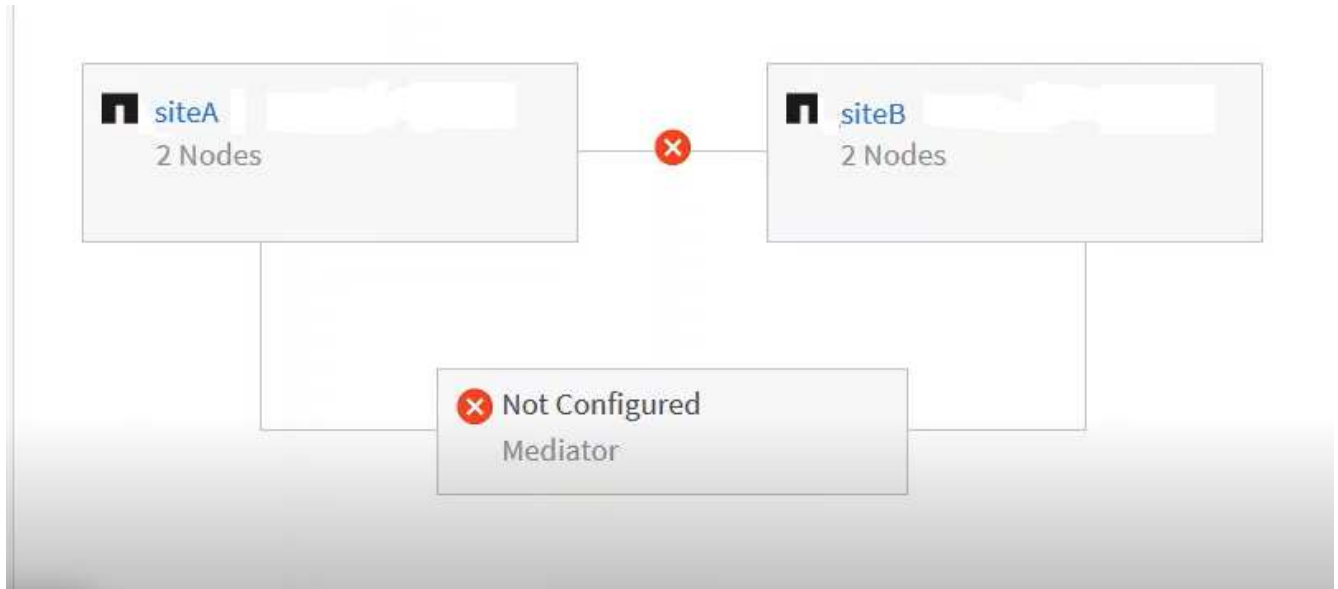 siteA
2 Nodes
siteB
2 Nodes
Not Configured
Mediator